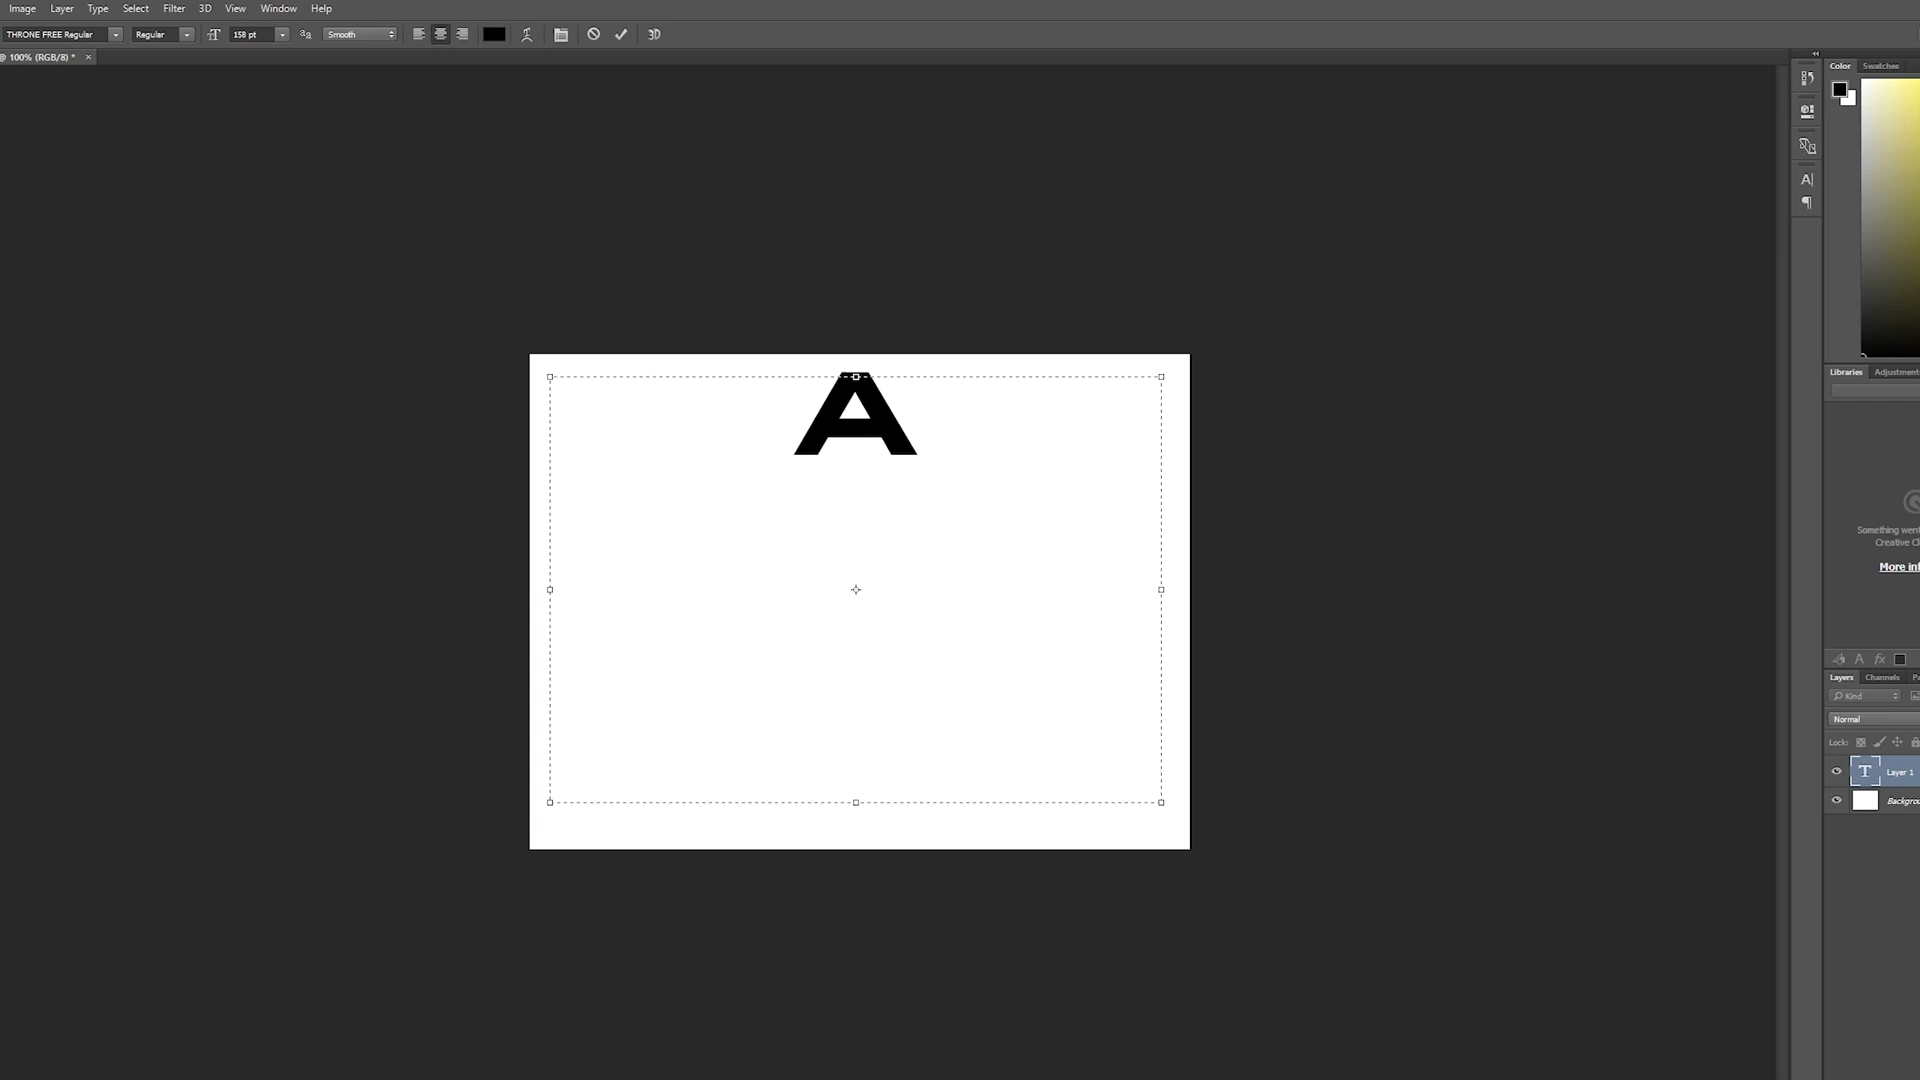 Image Layer Type Select Filter 3D View Window Help
THRONE FREE Regular Regular 158 pt Smooth 3D
100% (RGB/8) *
Color Swatches
A
Libraries
Something went
Creative
More
Layers Channels
Kind
Normal
Lock:
Layer 1